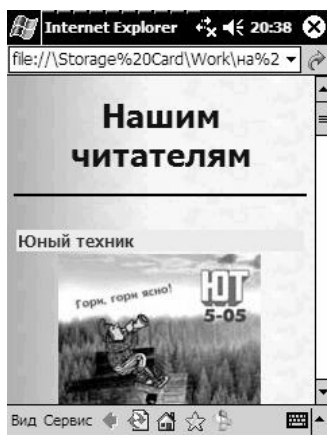 Internet Explorer 20:38
file://\Storage%20Card\Work\на%2
Нашим
читателям
Юный техник
Гори, гори ясно!
ЮТ
5-05
Вид Сервис